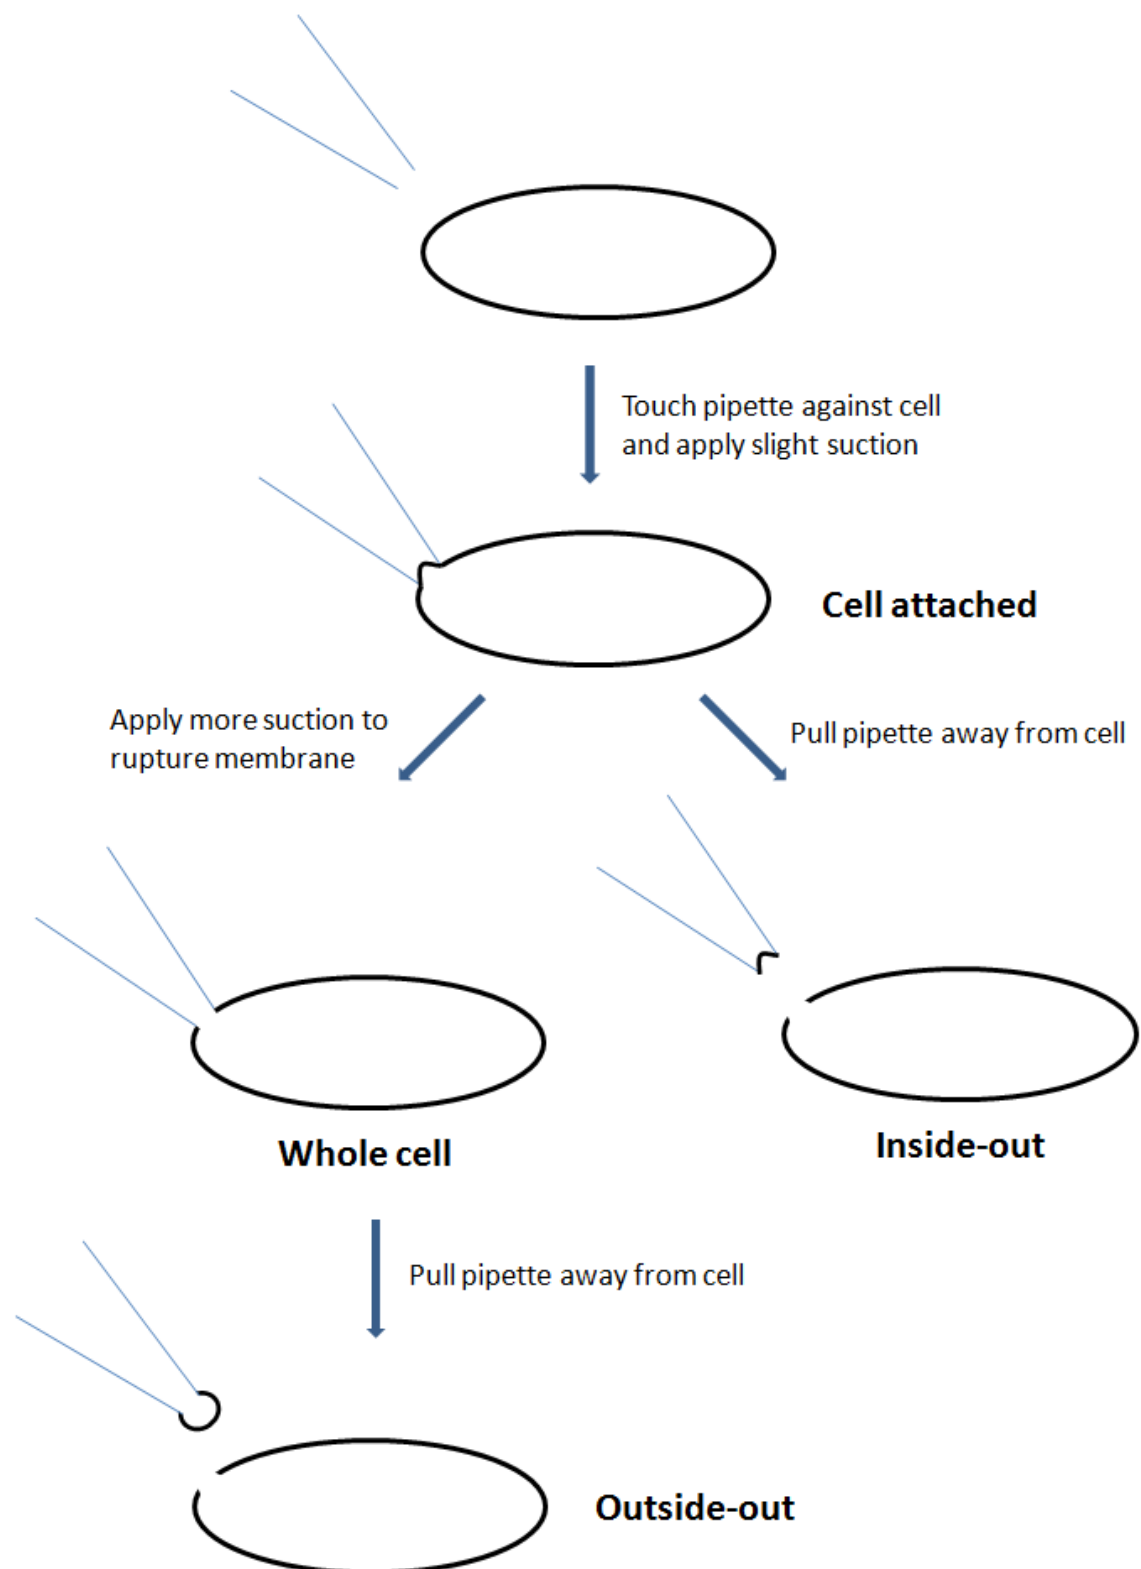 Touch pipette against cell
and apply slight suction
Cell attached
Apply more suction to
rupture membrane
Pull pipette away from cell
Whole cell
Inside-out
Pull pipette away from cell
Outside-out